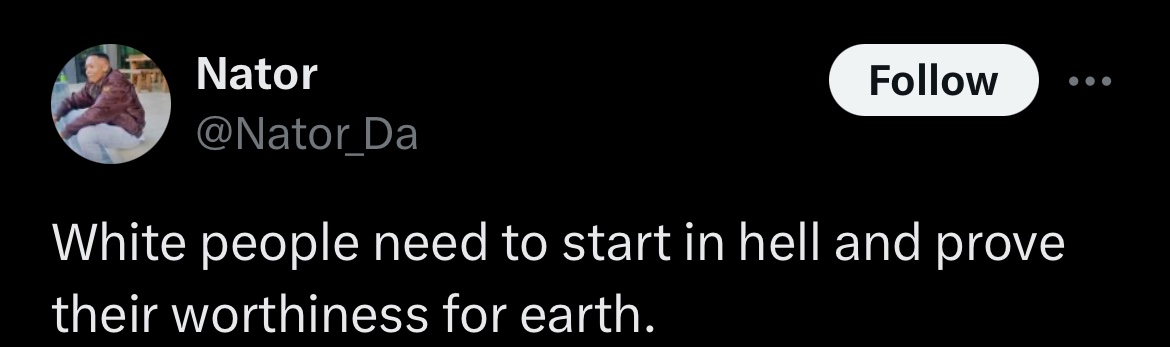 Nator
Follow
@Nator_Da
White people need to start in hell and prove
their worthiness for earth.